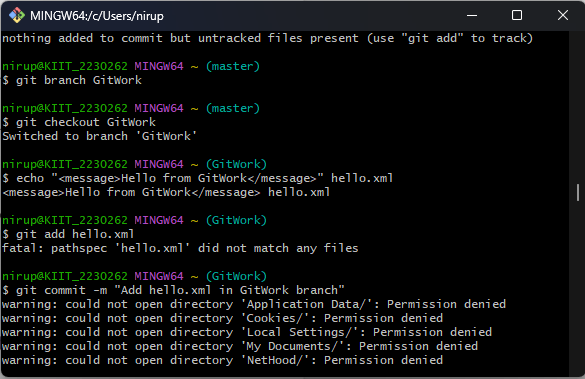 MINGW64:/c/Users/nirup
nothing added to commit but untracked files present (use "git add" to track)
nirup@KIIT_2230262 MINGW64 ~ (master)
$ git branch GitWork
nirup@KIIT_2230262 MINGW64 ~ (master)
$ git checkout GitWork
Switched to branch 'GitWork'
nirup@KIIT_2230262 MINGW64 ~ (GitWork)
$ echo "<message>Hello from GitWork</message>" hello.xml
<message>Hello from GitWork</message> hello.xml
nirup@KIIT_2230262 MINGW64 ~ (GitWork)
$ git add hello.xml
fatal: pathspec 'hello.xml' did not match any files
nirup@KIIT_2230262 MINGW64 ~ (GitWork)
$ git commit -m "Add hello.xml in GitWork branch"
warning: could not open directory 'Application Data/': Permission denied
warning: could not open directory 'Cookies/': Permission denied
warning: could not open directory 'Local Settings/': Permission denied
warning: could not open directory 'My Documents/': Permission denied
warning: could not open directory 'NetHood/': Permission denied